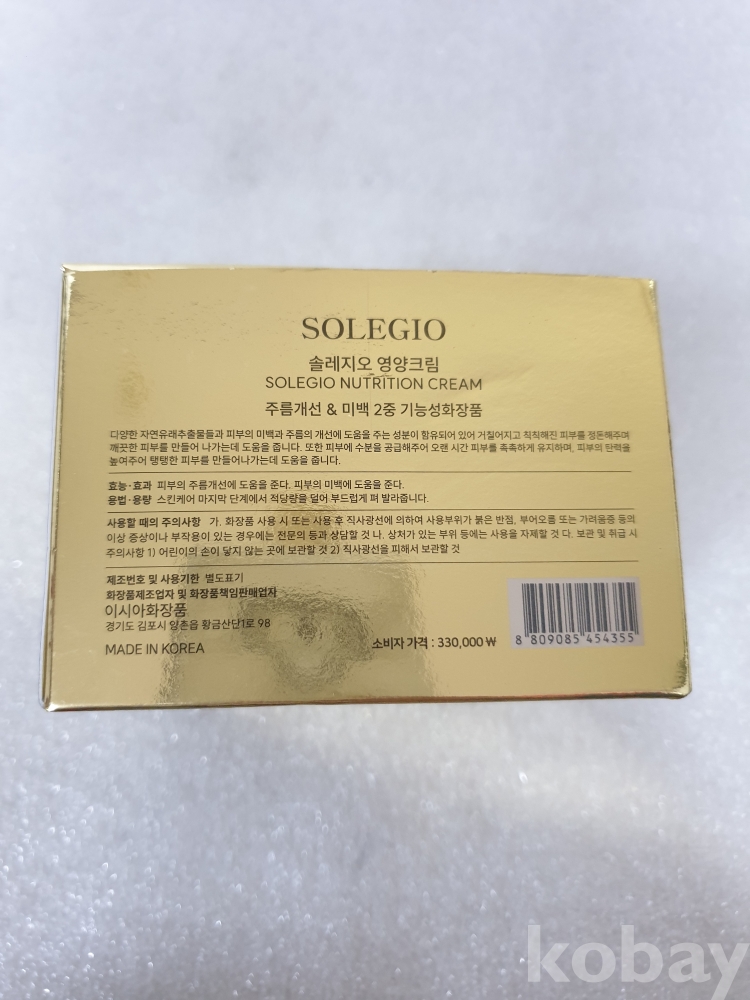 SOLEGIO
솔레지오 영양크림
SOLEGIO NUTRITION CREAM
주름개선 & 미백 2중 기능성화장품
다양한 자연유래추출물들과 피부의 미백과 주름의 개선에 도움을 주는 성분이 함유되어 있어 거칠어지고 칙칙해진 피부를 정돈해주며
깨끗한 피부를 만들어 나가는데 도움을 줍니다. 또한 피부에 수분을 공급해주어 오랜 시간 피부를 촉촉하게 유지하며, 피부의 탄력을
높여주어 탱탱한 피부를 만들어나가는데 도움을 줍니다.
효능·효과 피부의 주름개선에 도움을 준다. 피부의 미백에 도움을 준다.
용법·용량 스킨케어 마지막 단계에서 적당량을 덜어 부드럽게 펴 발라줍니다.
사용할 때의 주의사항 가. 화장품 사용 시 또는 사용 후 직사광선에 의하여 사용부위가 붉은 반점, 부어오름 또는 가려움증 등의
이상 증상이나 부작용이 있는 경우에는 전문의 등과 상담할 것 나. 상처가 있는 부위 등에는 사용을 자제할 것 다. 보관 및 취급 시
주의사항 1) 어린이의 손이 닿지 않는 곳에 보관할 것 2) 직사광선을 피해서 보관할 것
제조번호 및 사용기한 별도표기
화장품제조업자 및 화장품책임판매업자
이시아화장품
경기도 김포시 양촌읍 황금산단1로 98
MADE IN KOREA
소비자 가격 : 330,000 ₩
8 809085 454355
kobay